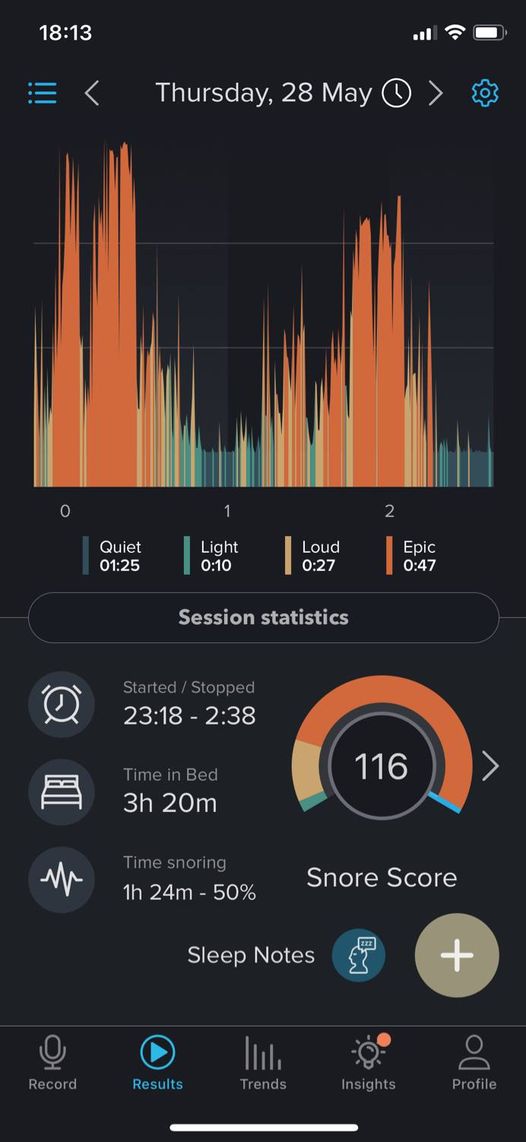 18:13
Thursday, 28 May
0 1 2
Quiet Light Loud Epic
01:25 0:10 0:27 0:47
Session statistics
Started / Stopped
23:18 - 2:38
Time in Bed
3h 20m
116
Time snoring
1h 24m - 50%
Snore Score
Sleep Notes
zzz
Record Results Trends Insights Profile